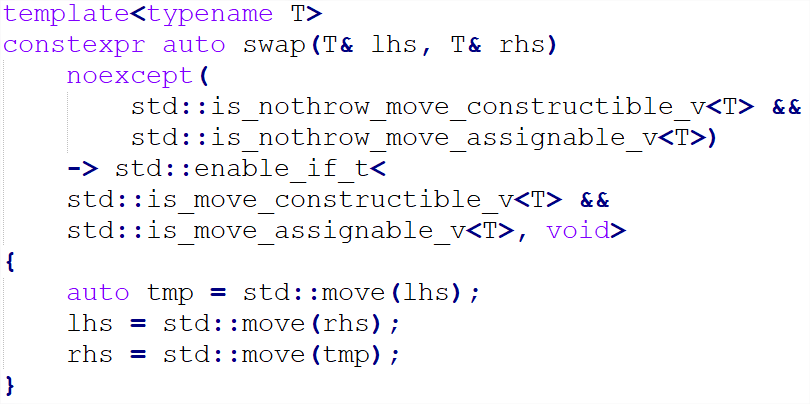 template<typename T>
constexpr auto swap(T& lhs, T& rhs)
    noexcept(
        std::is_nothrow_move_constructible_v<T> &&
        std::is_nothrow_move_assignable_v<T>)
    -> std::enable_if_t<
    std::is_move_constructible_v<T> &&
    std::is_move_assignable_v<T>, void>
{
    auto tmp = std::move(lhs);
    lhs = std::move(rhs);
    rhs = std::move(tmp);
}